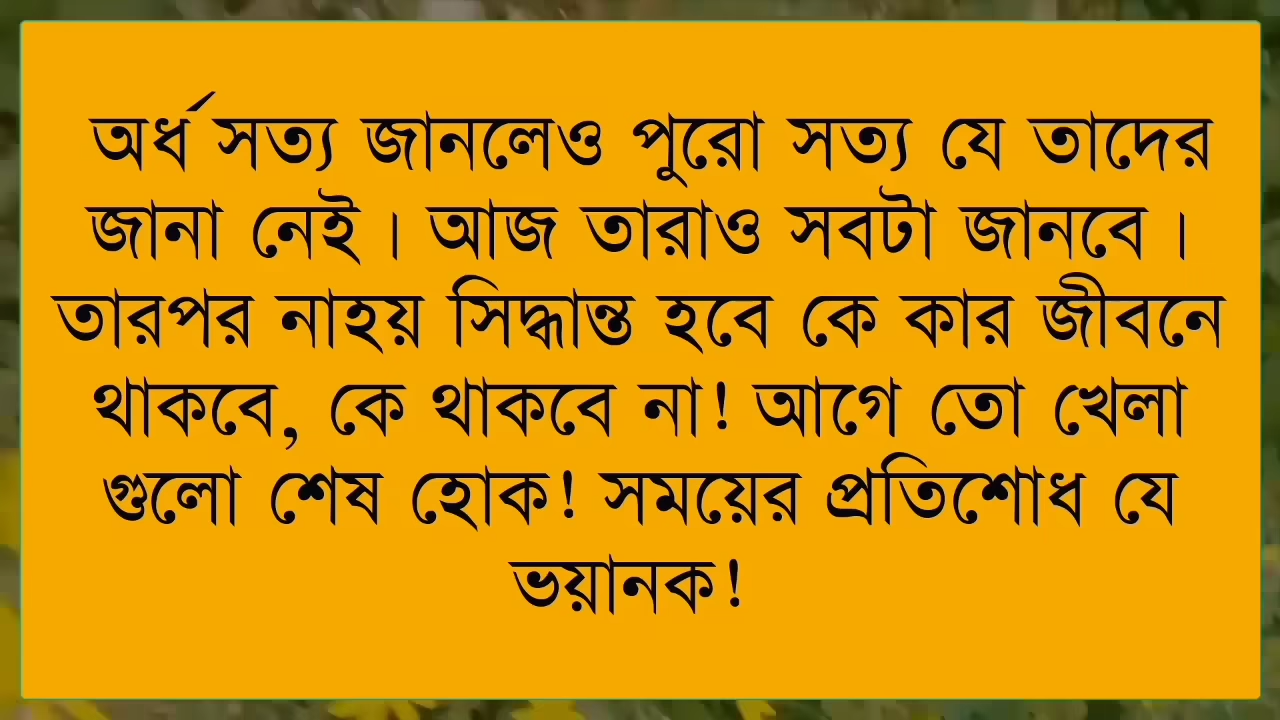 অর্ধ সত্য জানলেও পুরো সত্য যে তাদের
জানা নেই। আজ তারাও সবটা জানবে।
তারপর নাহয় সিদ্ধান্ত হবে কে কার জীবনে
থাকবে, কে থাকবে না! আগে তো খেলা
গুলো শেষ হোক! সময়ের প্রতিশোধ যে
ভয়ানক!